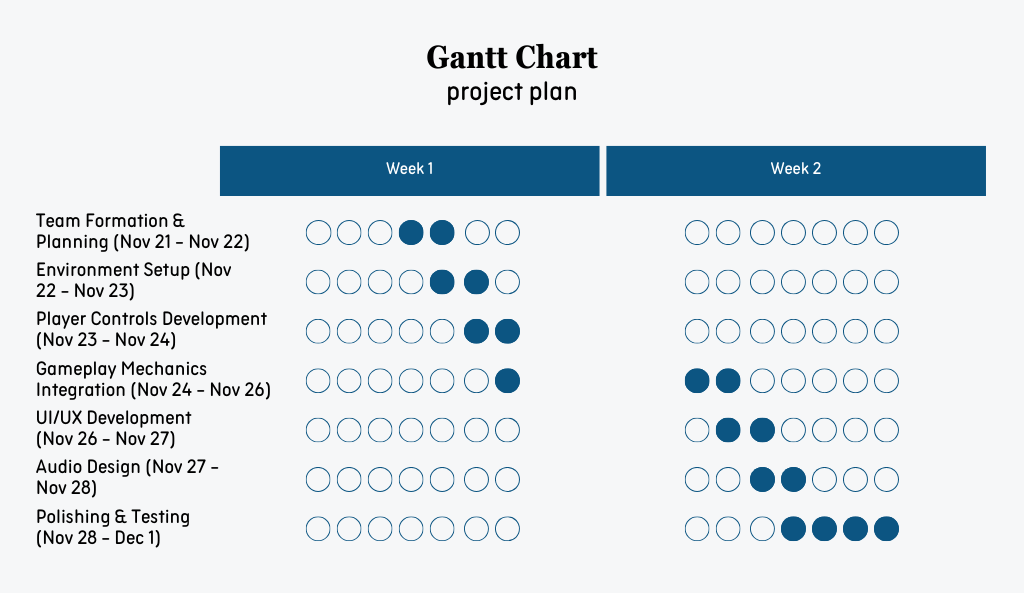 Gantt Chart
project plan
Week 1
Week 2
Team Formation &
Planning (Nov 21 - Nov 22)
Environment Setup (Nov
22 - Nov 23)
Player Controls Development
(Nov 23 - Nov 24)
Gameplay Mechanics
Integration (Nov 24 - Nov 26)
UI/UX Development
(Nov 26 - Nov 27)
Audio Design (Nov 27 -
Nov 28)
Polishing & Testing
(Nov 28 - Dec 1)